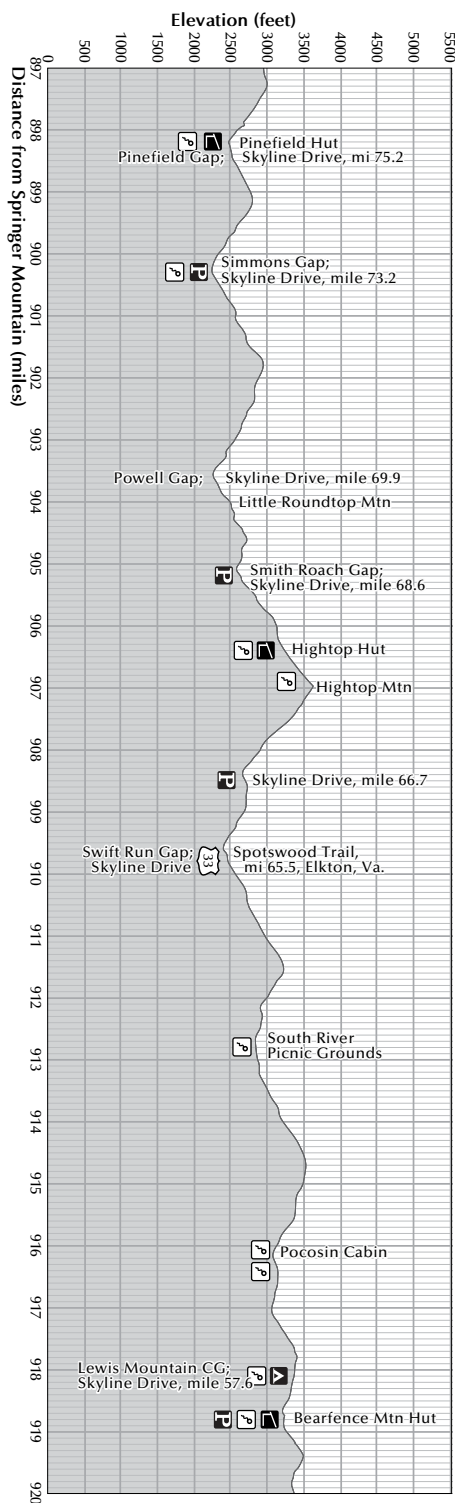 Elevation (feet)
0
500
1000
1500
2000
2500
3000
3500
4000
4500
5000
5500
Distance from Springer Mountain (miles)
897
898
Pinefield Hut
Pinefield Gap; Skyline Drive, mi 75.2
899
900
Simmons Gap;
P
Skyline Drive, mile 73.2
901
902
903
Powell Gap; Skyline Drive, mile 69.9
904
Little Roundtop Mtn
905
P
Smith Roach Gap;
Skyline Drive, mile 68.6
906
Hightop Hut
907
Hightop Mtn
908
P
Skyline Drive, mile 66.7
909
Swift Run Gap;
Skyline Drive
33
Spotswood Trail,
mi 65.5, Elkton, Va.
910
911
912
South River
Picnic Grounds
913
914
915
916
Pocosin Cabin
917
918
Lewis Mountain CG;
Skyline Drive, mile 57.6
P
Bearfence Mtn Hut
919
920